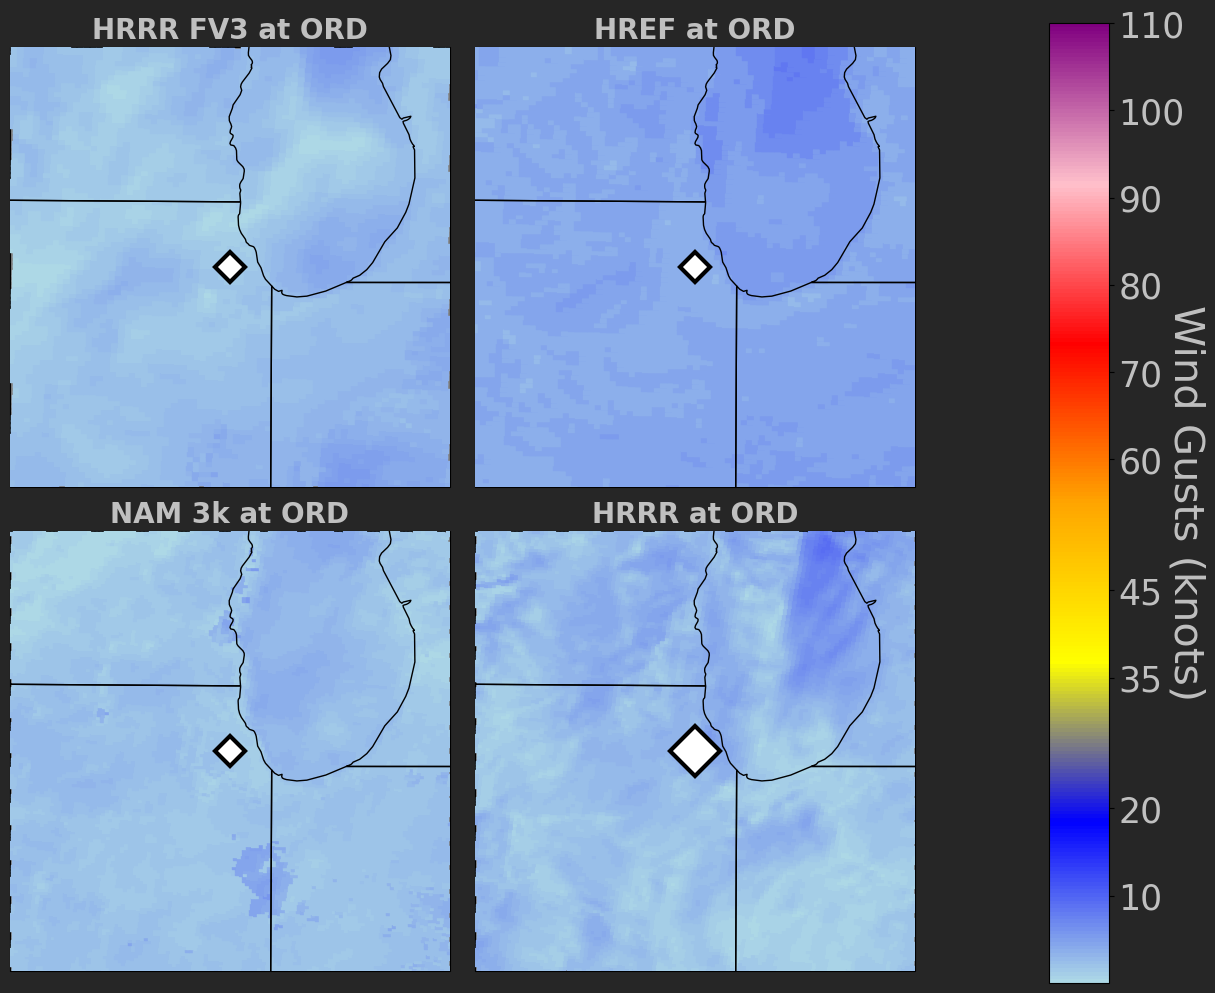 HRRR FV3 at ORD
HREF at ORD
NAM 3k at ORD
HRRR at ORD
110
100
90
80
70
60
45
35
20
10
Wind Gusts (knots)